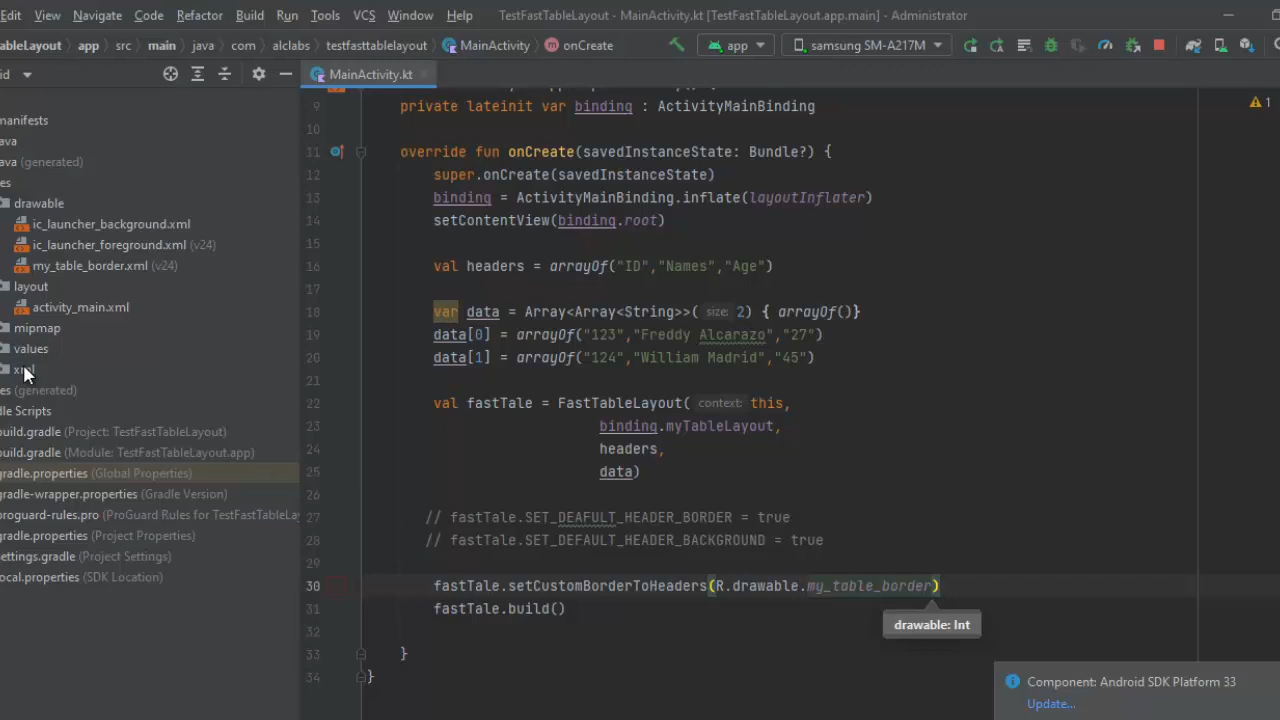 Edit View Navigate Code Refactor Build Run Tools VCS Window Help TestFastTableLayout - MainActivity.kt [TestFastTableLayout.app.main] - Administrator
ableLayout app src main java com alclabs testfasttablelayout MainActivity onCreate app samsung SM-A217M
id MainActivity.kt
manifests
ava
ava (generated)
es
drawable
ic_launcher_background.xml
ic_launcher_foreground.xml (v24)
my_table_border.xml (v24)
layout
activity_main.xml
mipmap
values
xml
es (generated)
dle Scripts
build.gradle (Project: TestFastTableLayout)
build.gradle (Module: TestFastTableLayout.app)
gradle.properties (Global Properties)
gradle-wrapper.properties (Gradle Version)
proguard-rules.pro (ProGuard Rules for TestFastTableLay
gradle.properties (Project Properties)
settings.gradle (Project Settings)
ocal.properties (SDK Location)
1
9 private lateinit var binding : ActivityMainBinding
10
11 override fun onCreate(savedInstanceState: Bundle?) {
12 super.onCreate(savedInstanceState)
13 binding = ActivityMainBinding.inflate(layoutInflater)
14 setContentView(binding.root)
15
16 val headers = arrayOf("ID","Names","Age")
17
18 var data = Array<Array<String>>( size: 2) { arrayOf()}
19 data[0] = arrayOf("123","Freddy Alcarazo","27")
20 data[1] = arrayOf("124","William Madrid","45")
21
22 val fastTale = FastTableLayout( context: this,
23 binding.myTableLayout,
24 headers,
25 data)
26
27 // fastTale.SET_DEAFULT_HEADER_BORDER = true
28 // fastTale.SET_DEFAULT_HEADER_BACKGROUND = true
29
30 fastTale.setCustomBorderToHeaders(R.drawable.my_table_border)
31 fastTale.build()
drawable: Int
32
33 }
34 }
Component: Android SDK Platform 33
Update...